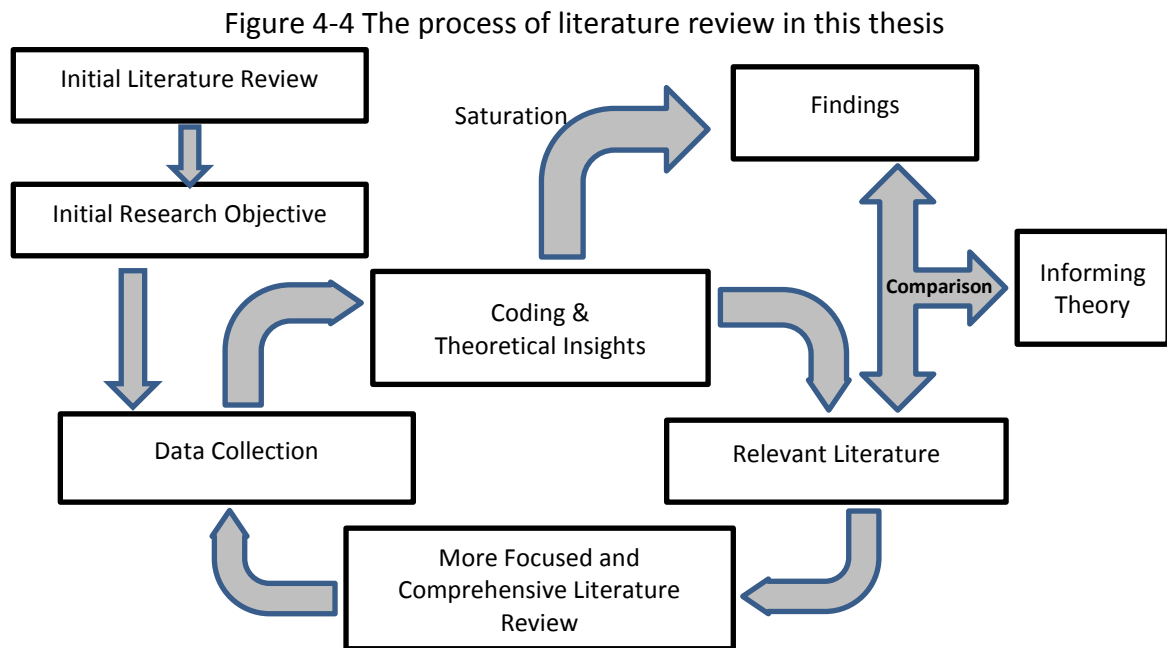 Figure 4-4 The process of literature review in this thesis
Initial Literature Review
Initial Research Objective
Saturation
Findings
Coding &
Theoretical Insights
Comparison
Informing
Theory
Data Collection
Relevant Literature
More Focused and
Comprehensive Literature
Review